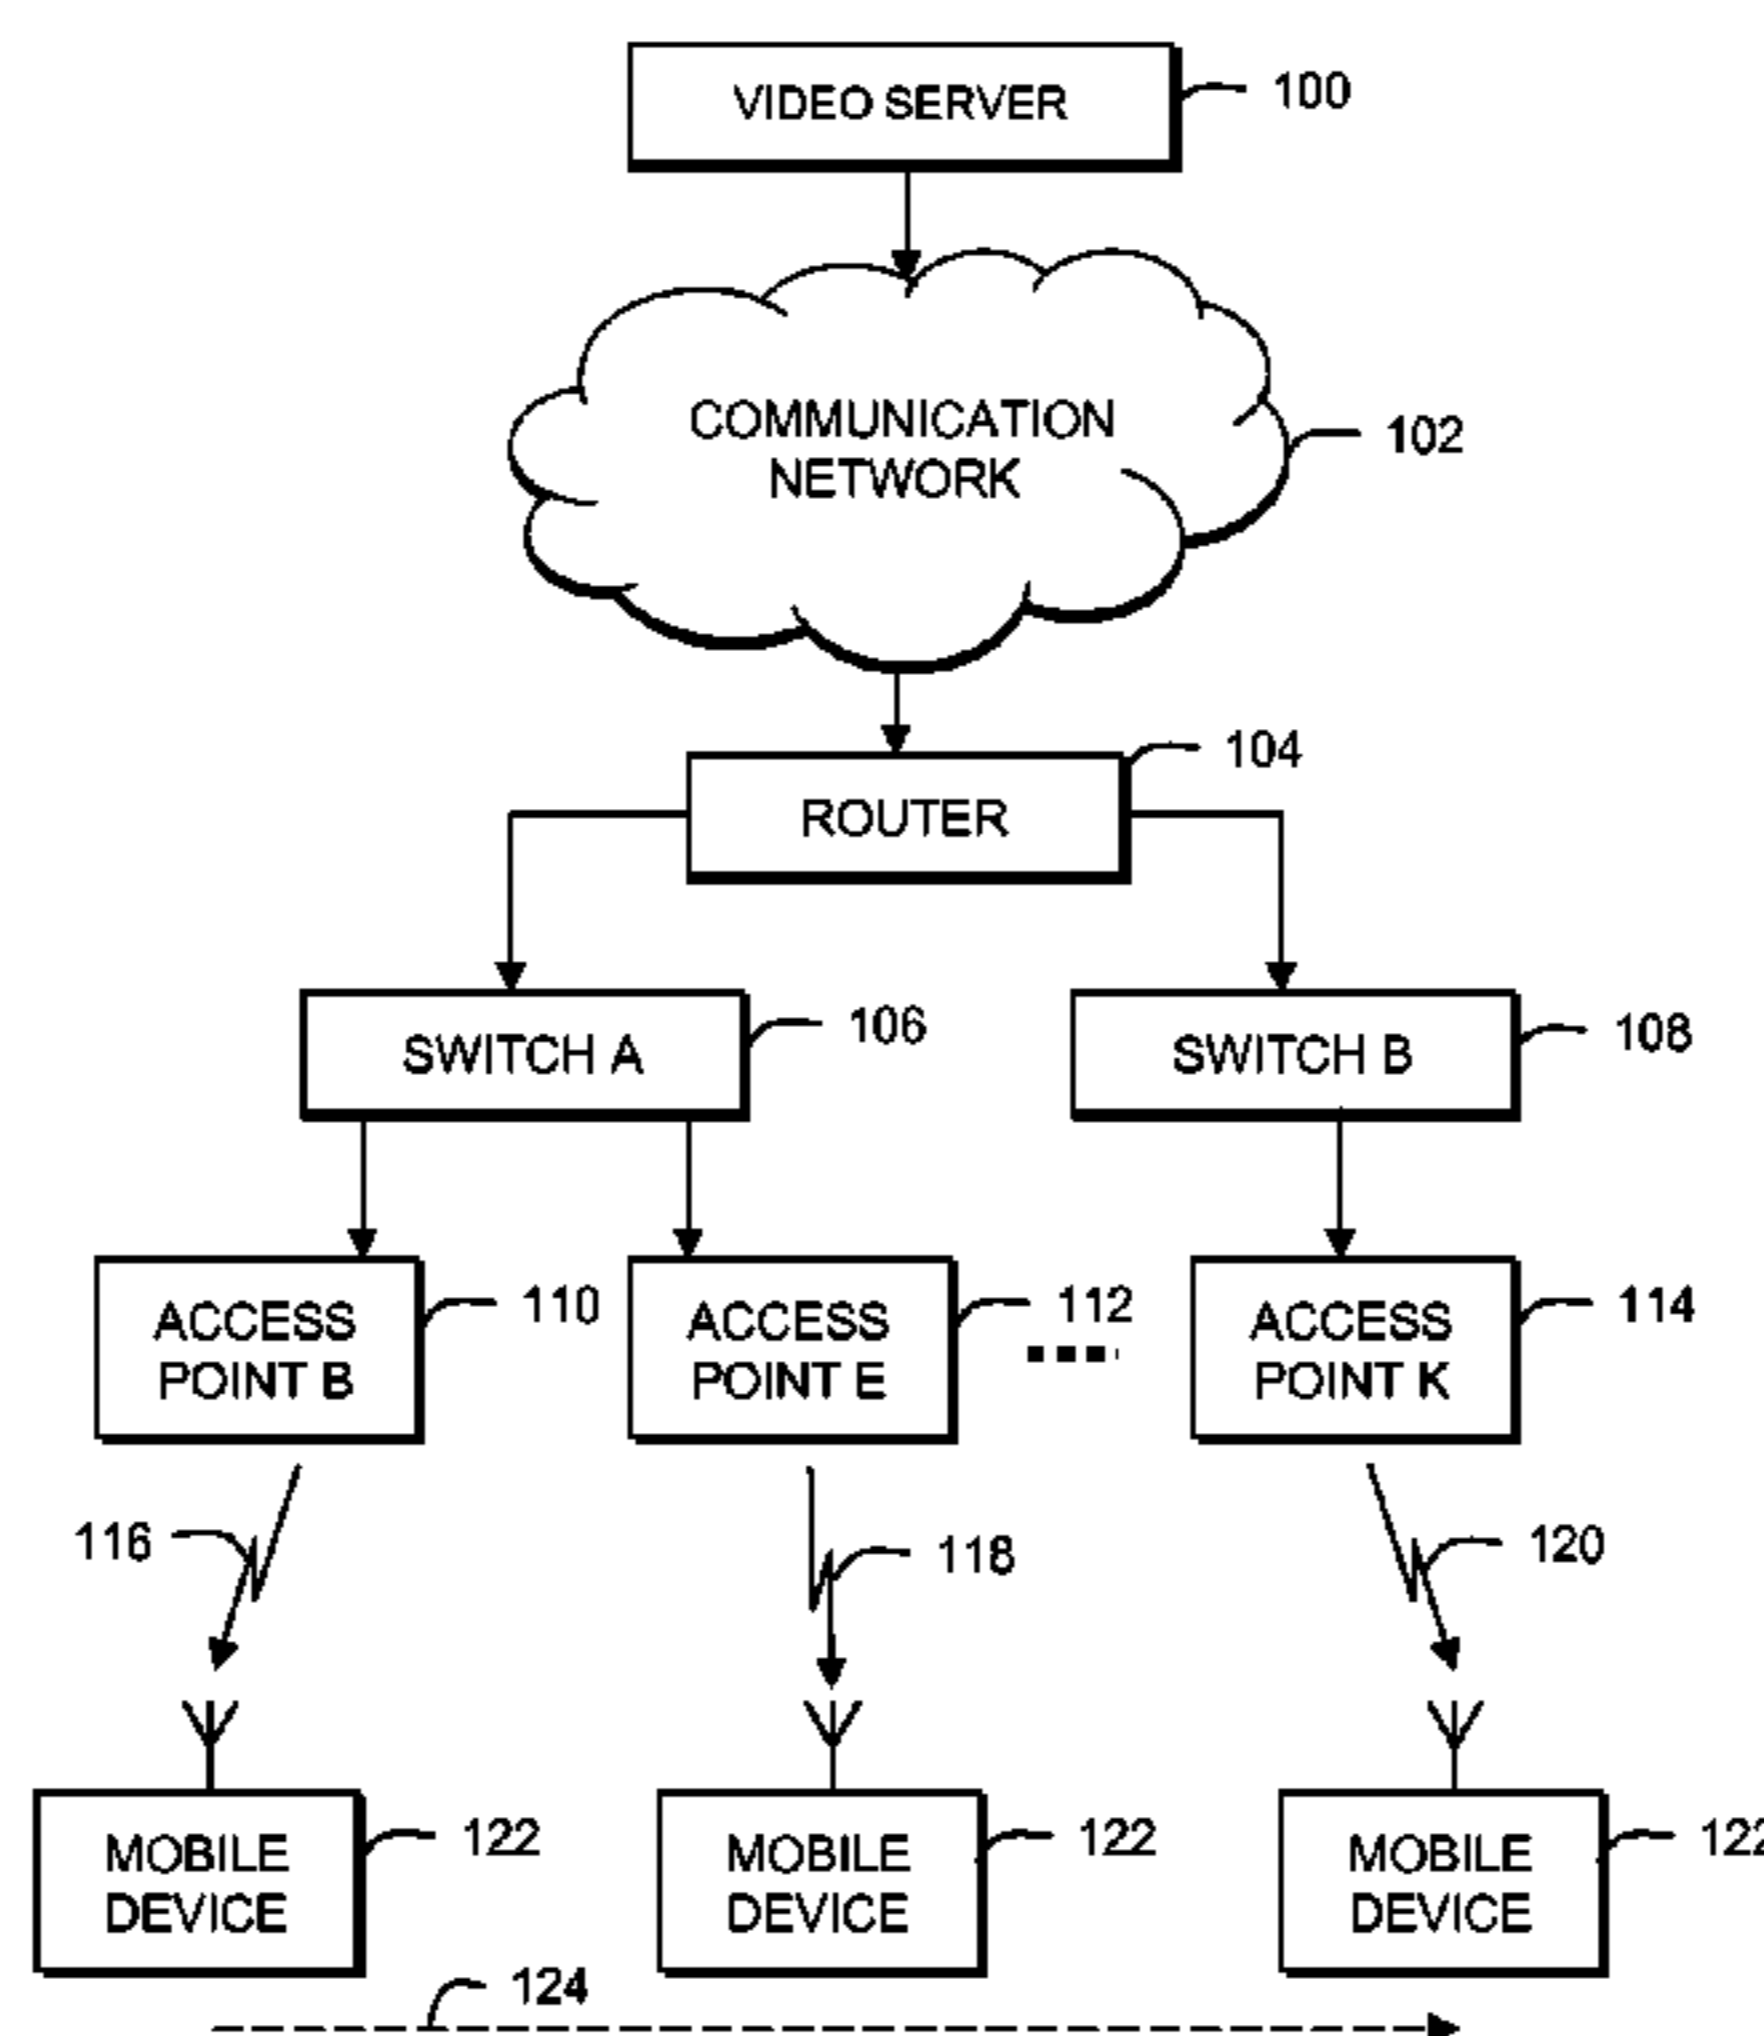 VIDEO SERVER
100
COMMUNICATION
NETWORK
102
104
ROUTER
SWITCH A
106
SWITCH B
108
ACCESS
POINT B
110
ACCESS
POINT E
112
ACCESS
POINT K
114
116
118
120
MOBILE
DEVICE
122
MOBILE
DEVICE
122
MOBILE
DEVICE
122
124